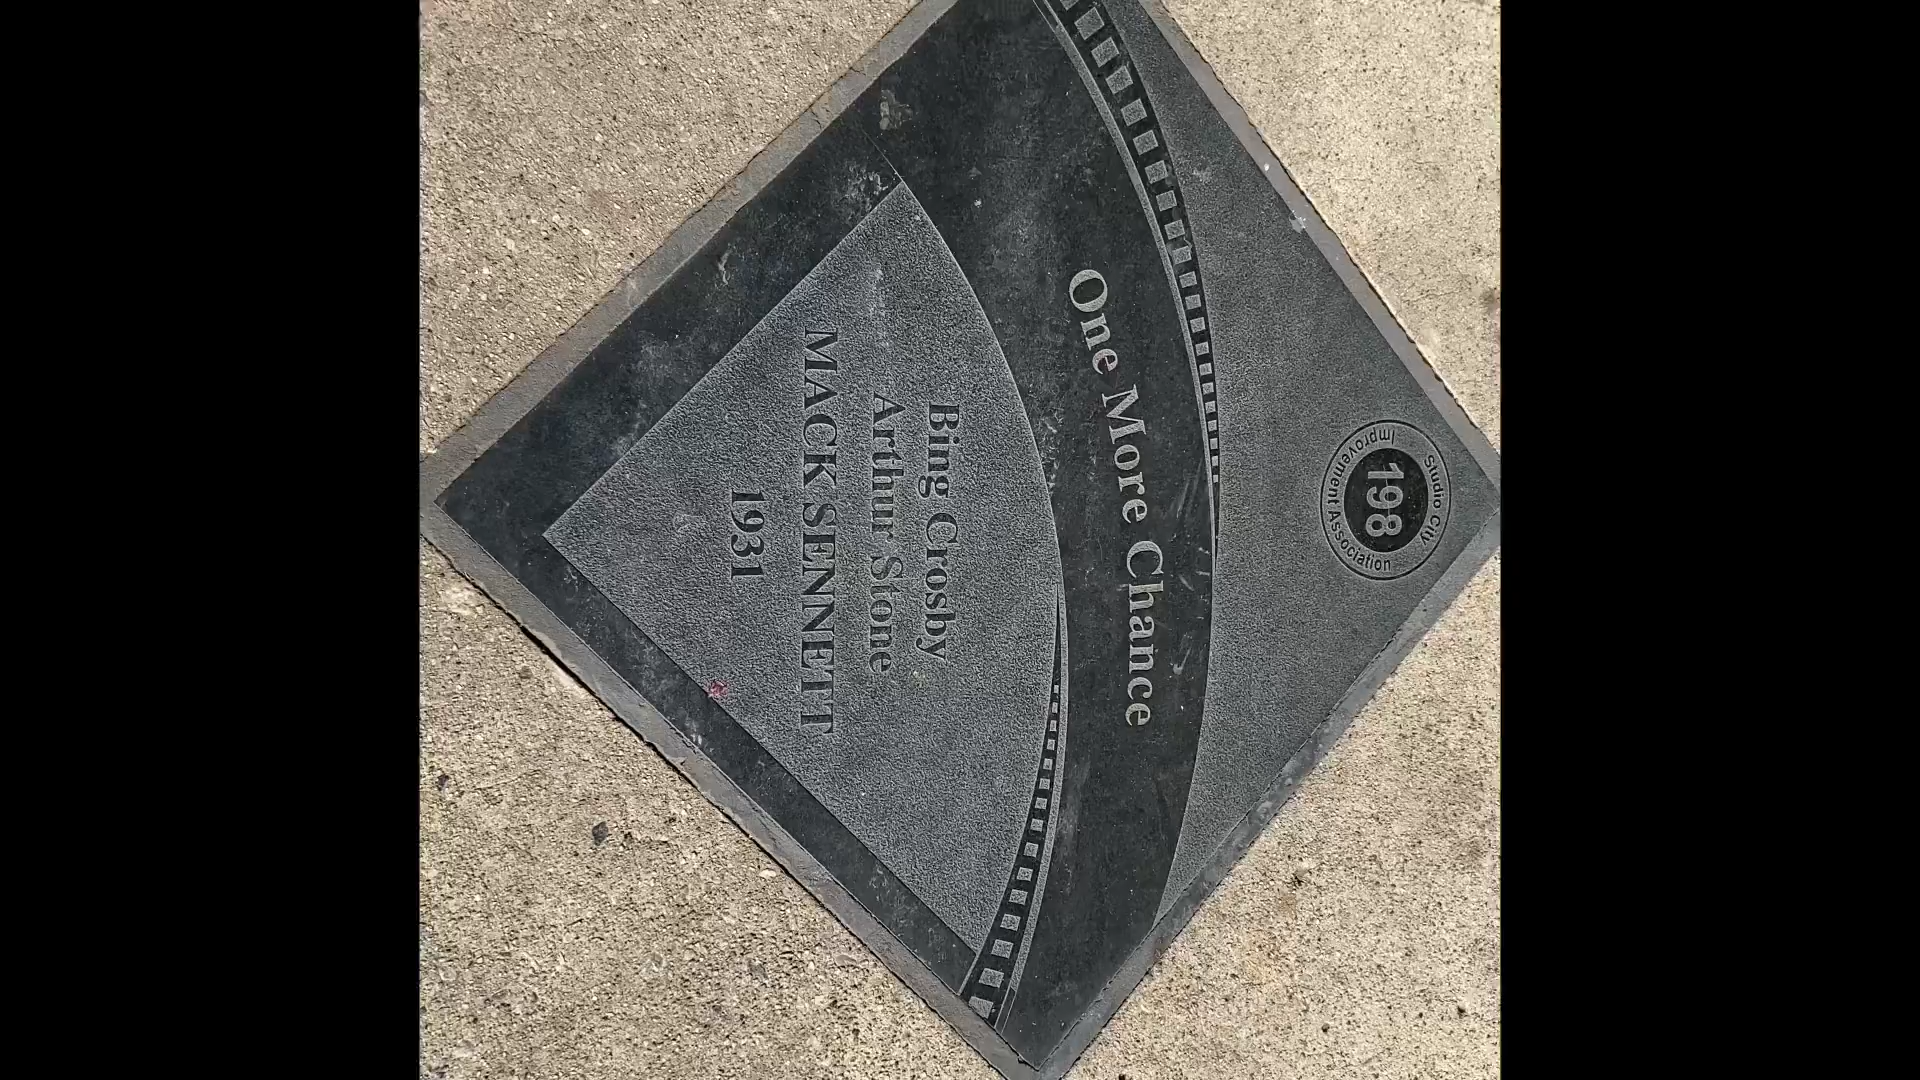 Studio City
198
Improvement Association
One More Chance
Bing Crosby
Arthur Stone
MACK SENNETT
1931